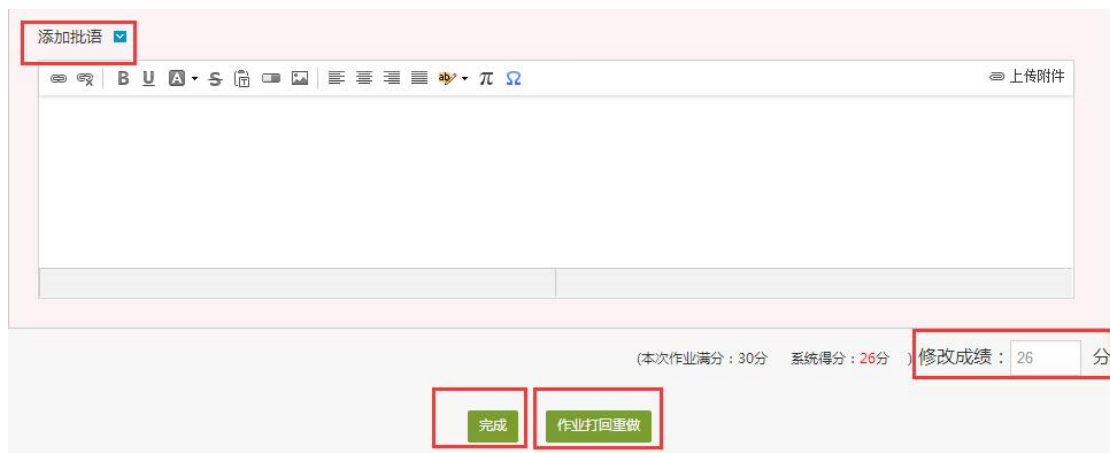 添加批语
B U A S ab π Ω 上传附件
(本次作业满分：30分 系统得分：26分 ) 修改成绩： 26 分
完成 作业打回重做